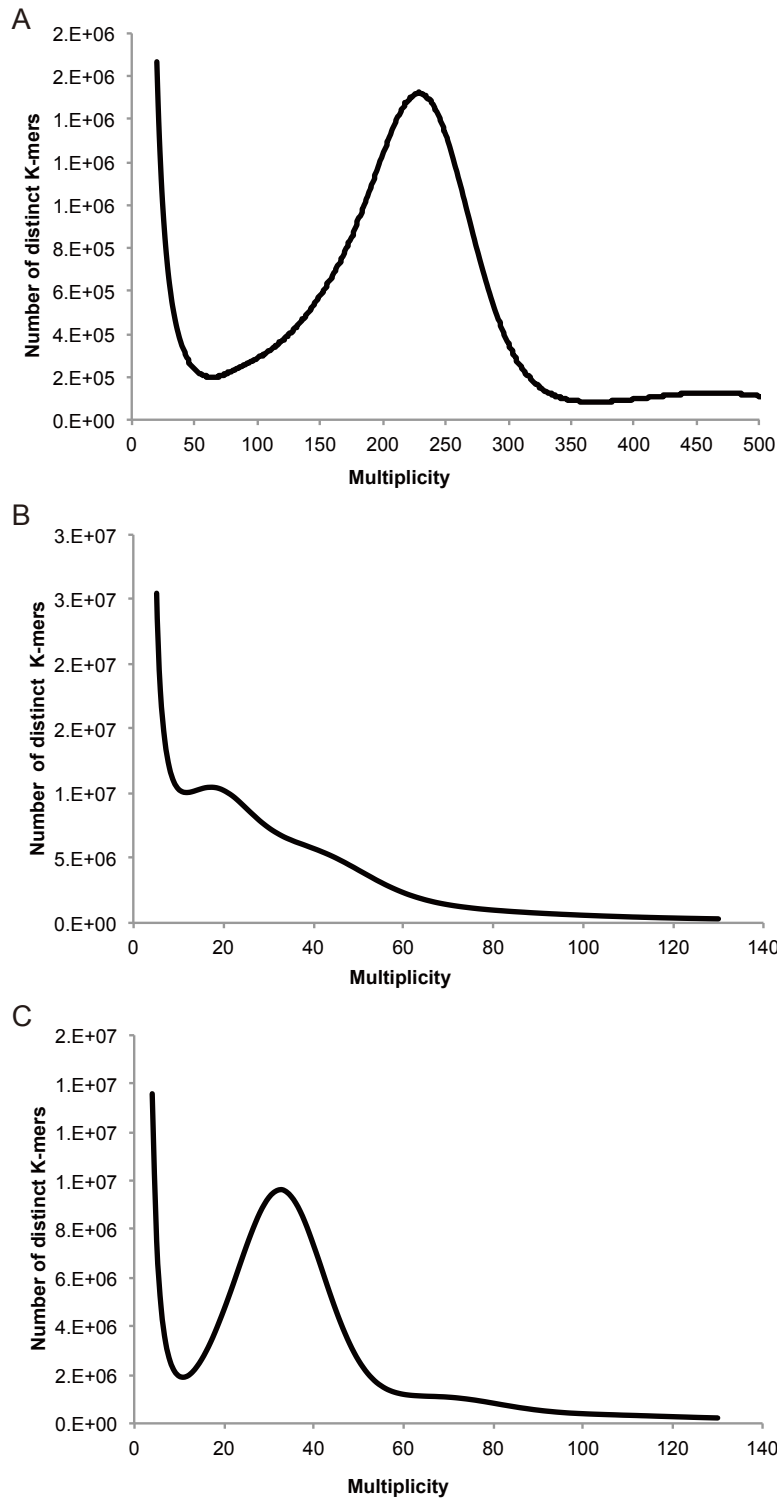 A
2.E+06
2.E+06
1.E+06
1.E+06
1.E+06
8.E+05
6.E+05
4.E+05
2.E+05
0.E+00
Number of distinct K-mers
0 50 100 150 200 250 300 350 400 450 500
Multiplicity
B
3.E+07
3.E+07
2.E+07
2.E+07
1.E+07
5.E+06
0.E+00
Number of distinct K-mers
0 20 40 60 80 100 120 140
Multiplicity
C
2.E+07
1.E+07
1.E+07
1.E+07
8.E+06
6.E+06
4.E+06
2.E+06
0.E+00
Number of distinct K-mers
0 20 40 60 80 100 120 140
Multiplicity